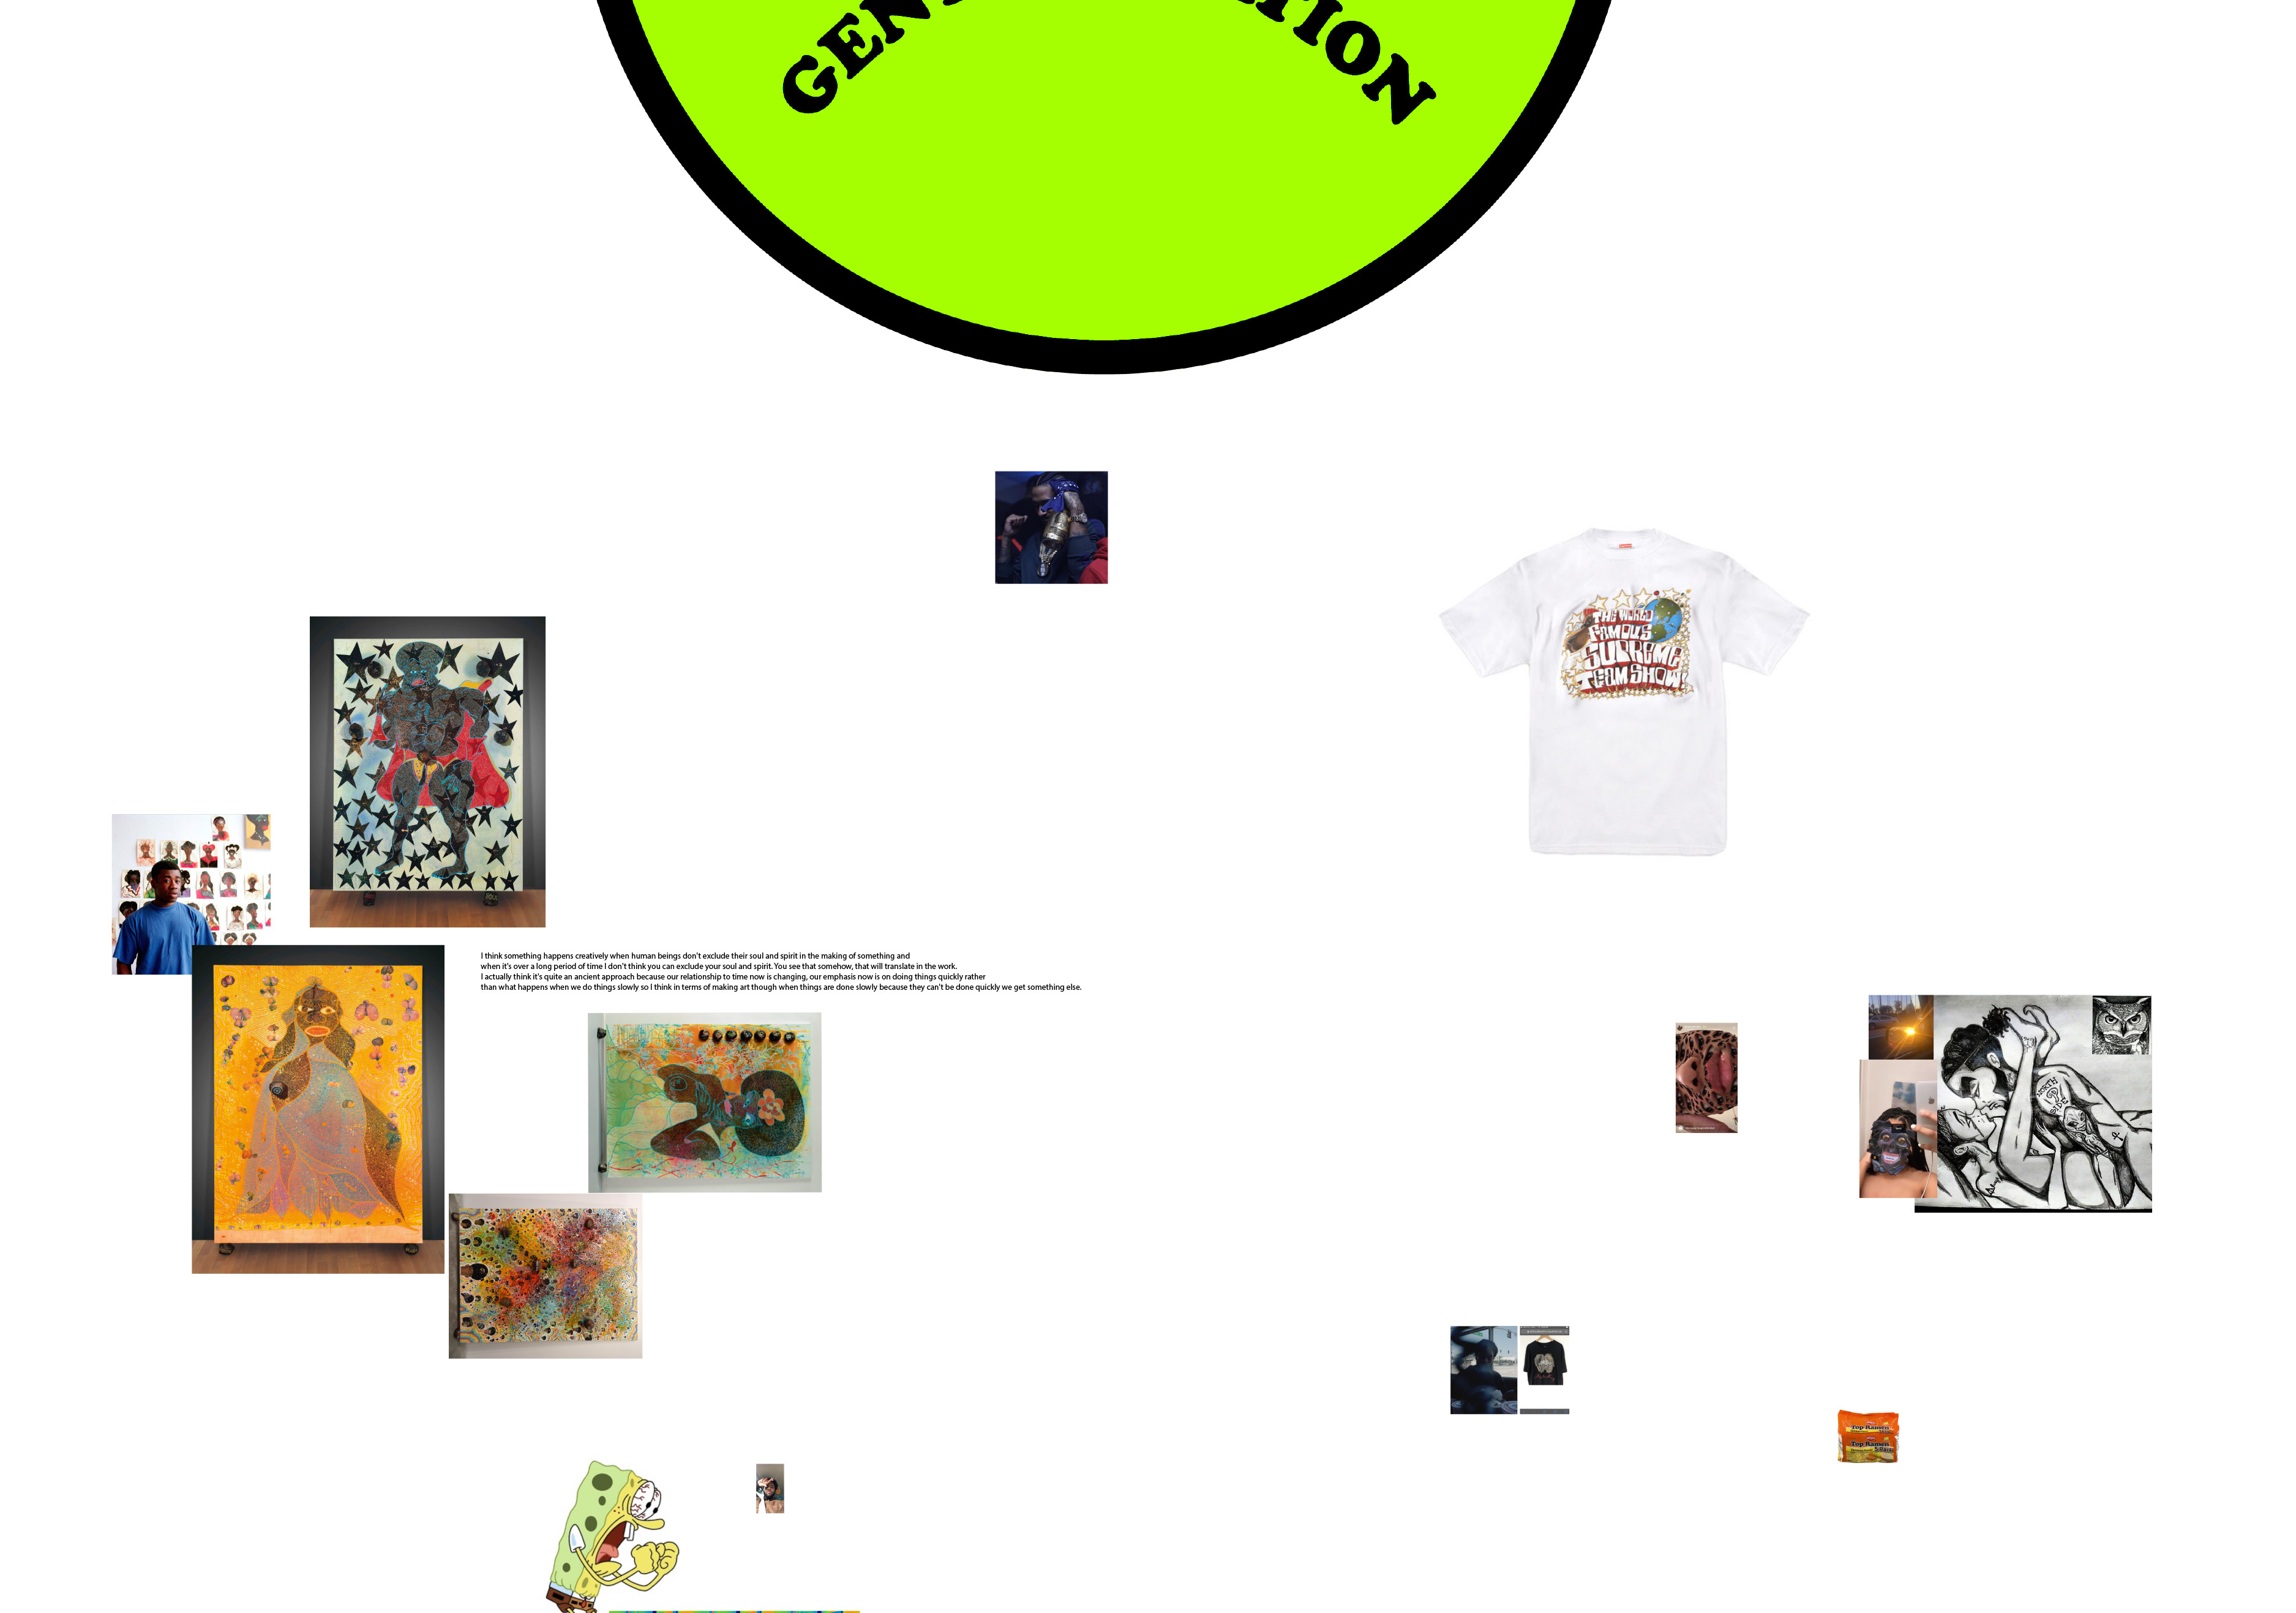 GEN
TION
THE WORLD
FAMOUS
SUPREME
TEAM SHOW!
I think something happens creatively when human beings don't exclude their soul and spirit in the making of something and
when it's over a long period of time I don't think you can exclude your soul and spirit. You see that somehow, that will translate in the work.
I actually think it's quite an ancient approach because our relationship to time now is changing, our emphasis now is on doing things quickly rather
than what happens when we do things slowly so I think in terms of making art though when things are done slowly because they can't be done quickly we get something else.
NORTH
SIDE
Top Ramen
Top Ramen